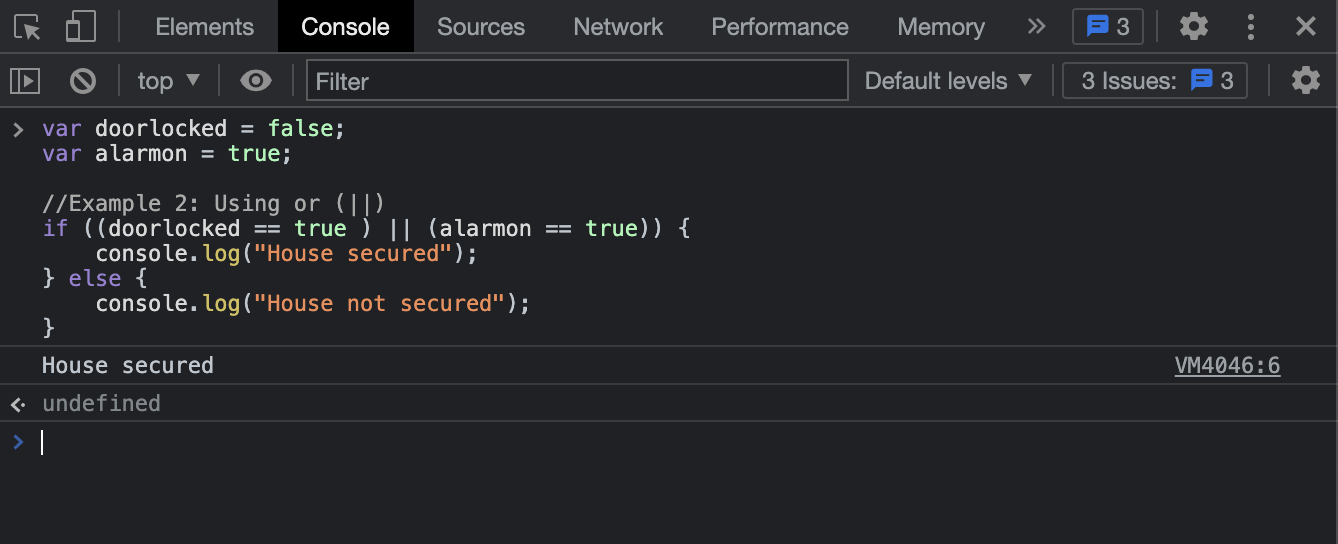 Elements Console Sources Network Performance Memory 3
top Filter Default levels 3 Issues: 3
var doorlocked = false;
var alarmon = true;
//Example 2: Using or (||)
if ((doorlocked == true ) || (alarmon == true)) {
    console.log("House secured");
} else {
    console.log("House not secured");
}
House secured VM4046:6
undefined